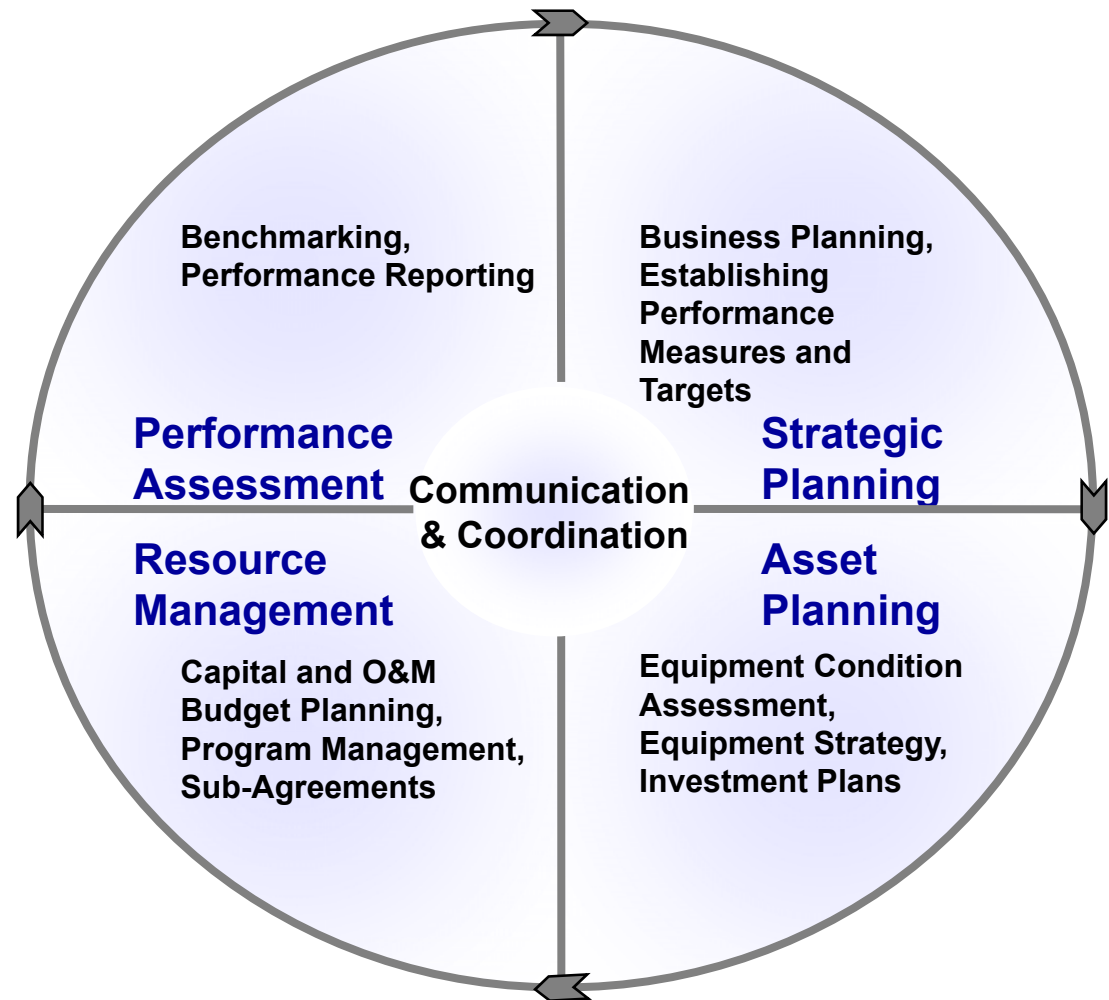 Benchmarking,
Performance Reporting
Performance
Assessment
Business Planning,
Establishing
Performance
Measures and
Targets
Strategic
Planning
Communication
& Coordination
Resource
Management
Capital and O&M
Budget Planning,
Program Management,
Sub-Agreements
Asset
Planning
Equipment Condition
Assessment,
Equipment Strategy,
Investment Plans